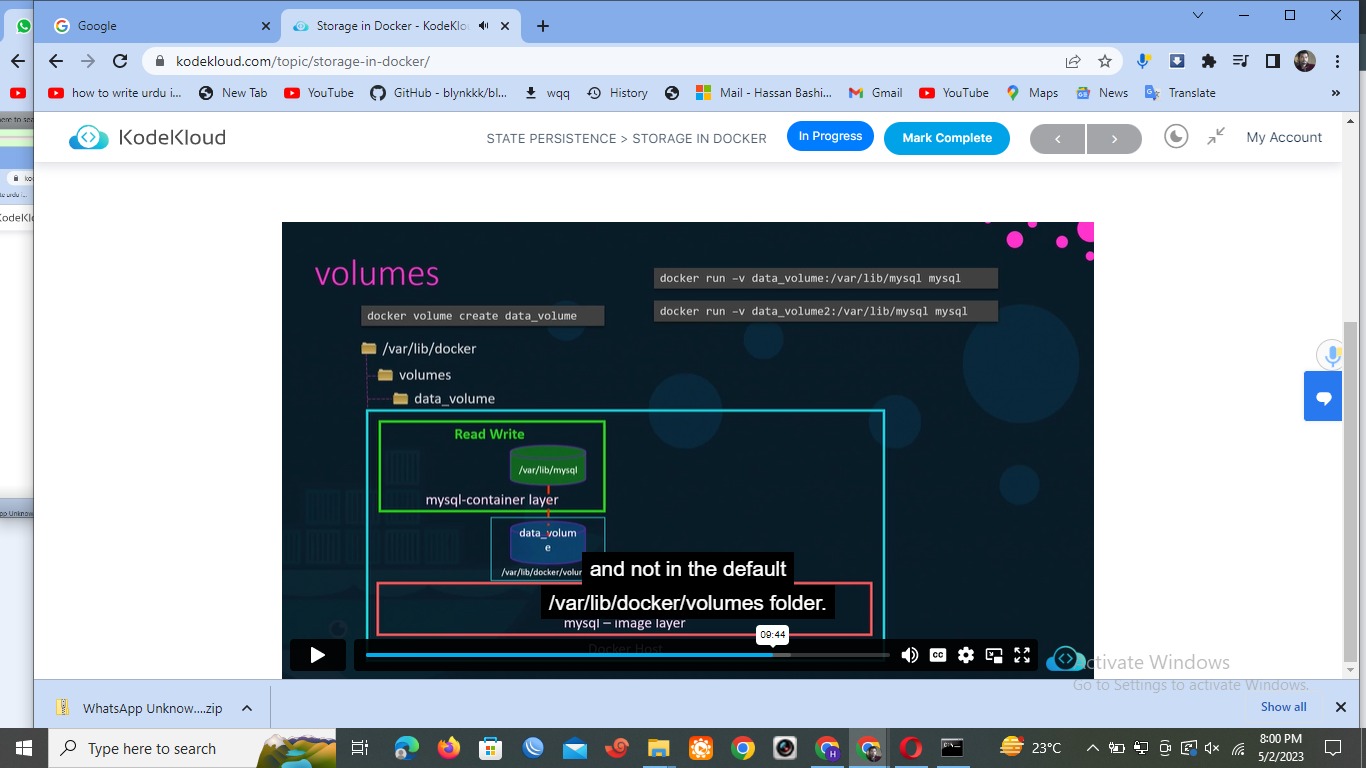 Google
Storage in Docker - KodeKlo
kodekloud.com/topic/storage-in-docker/
how to write urdu i...
New Tab
YouTube
GitHub - blynkkk/bl...
wqq
History
Mail - Hassan Bashi...
Gmail
YouTube
Maps
News
Translate
»
KodeKloud
STATE PERSISTENCE > STORAGE IN DOCKER
In Progress
Mark Complete
My Account
volumes
docker run -v data_volume:/var/lib/mysql mysql
docker run -v data_volume2:/var/lib/mysql mysql
docker volume create data_volume
/var/lib/docker
volumes
data_volume
Read Write
/var/lib/mysql
mysql-container layer
data_volum
e
/var/lib/docker/volum
and not in the default
/var/lib/docker/volumes folder.
mysql – image layer
09:44
Docker Host
CC
Activate Windows
Go to Settings to activate Windows.
WhatsApp Unknow....zip
Show all
Type here to search
23°C
8:00 PM
5/2/2023